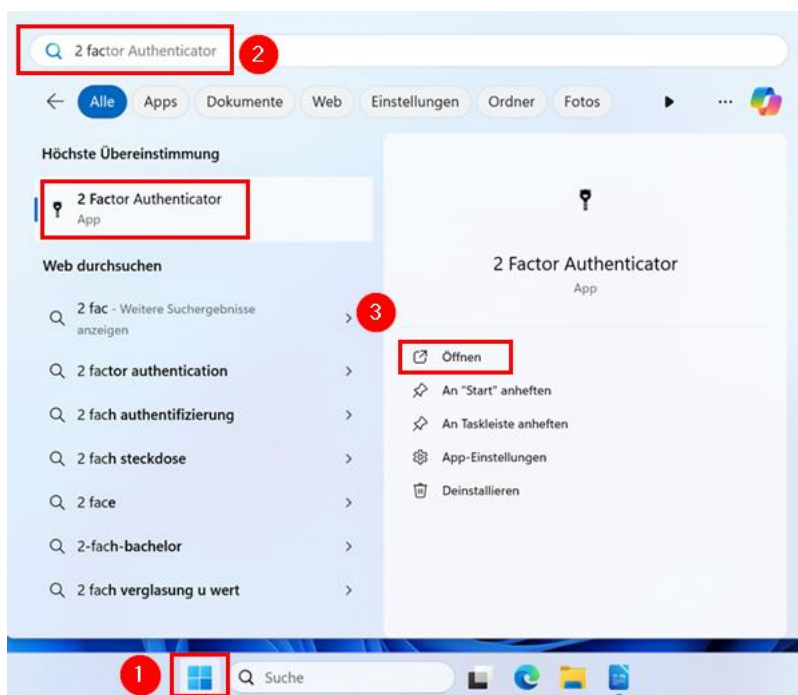 2 factor Authenticator
2
Alle Apps Dokumente Web Einstellungen Ordner Fotos
Höchste Übereinstimmung
2 Factor Authenticator
App
Web durchsuchen
2 fac - Weitere Suchergebnisse
anzeigen
2 factor authentication
2 fach authentifizierung
2 fach steckdose
2 face
2-fach-bachelor
2 fach verglasung u wert
2 Factor Authenticator
App
3
Öffnen
An "Start" anheften
An Taskleiste anheften
App-Einstellungen
Deinstallieren
1
Suche